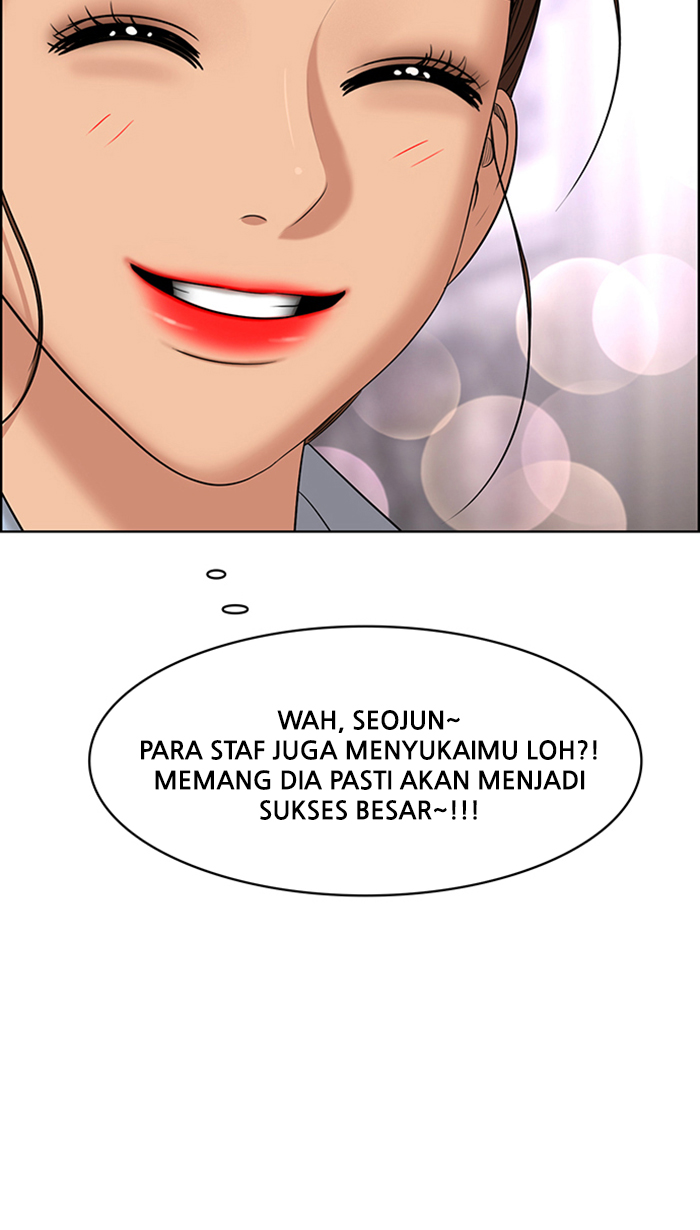 WAH, SEOJUN~
PARA STAF JUGA MENYUKAIMU LOH?!
MEMANG DIA PASTI AKAN MENJADI
SUKSES BESAR~!!!